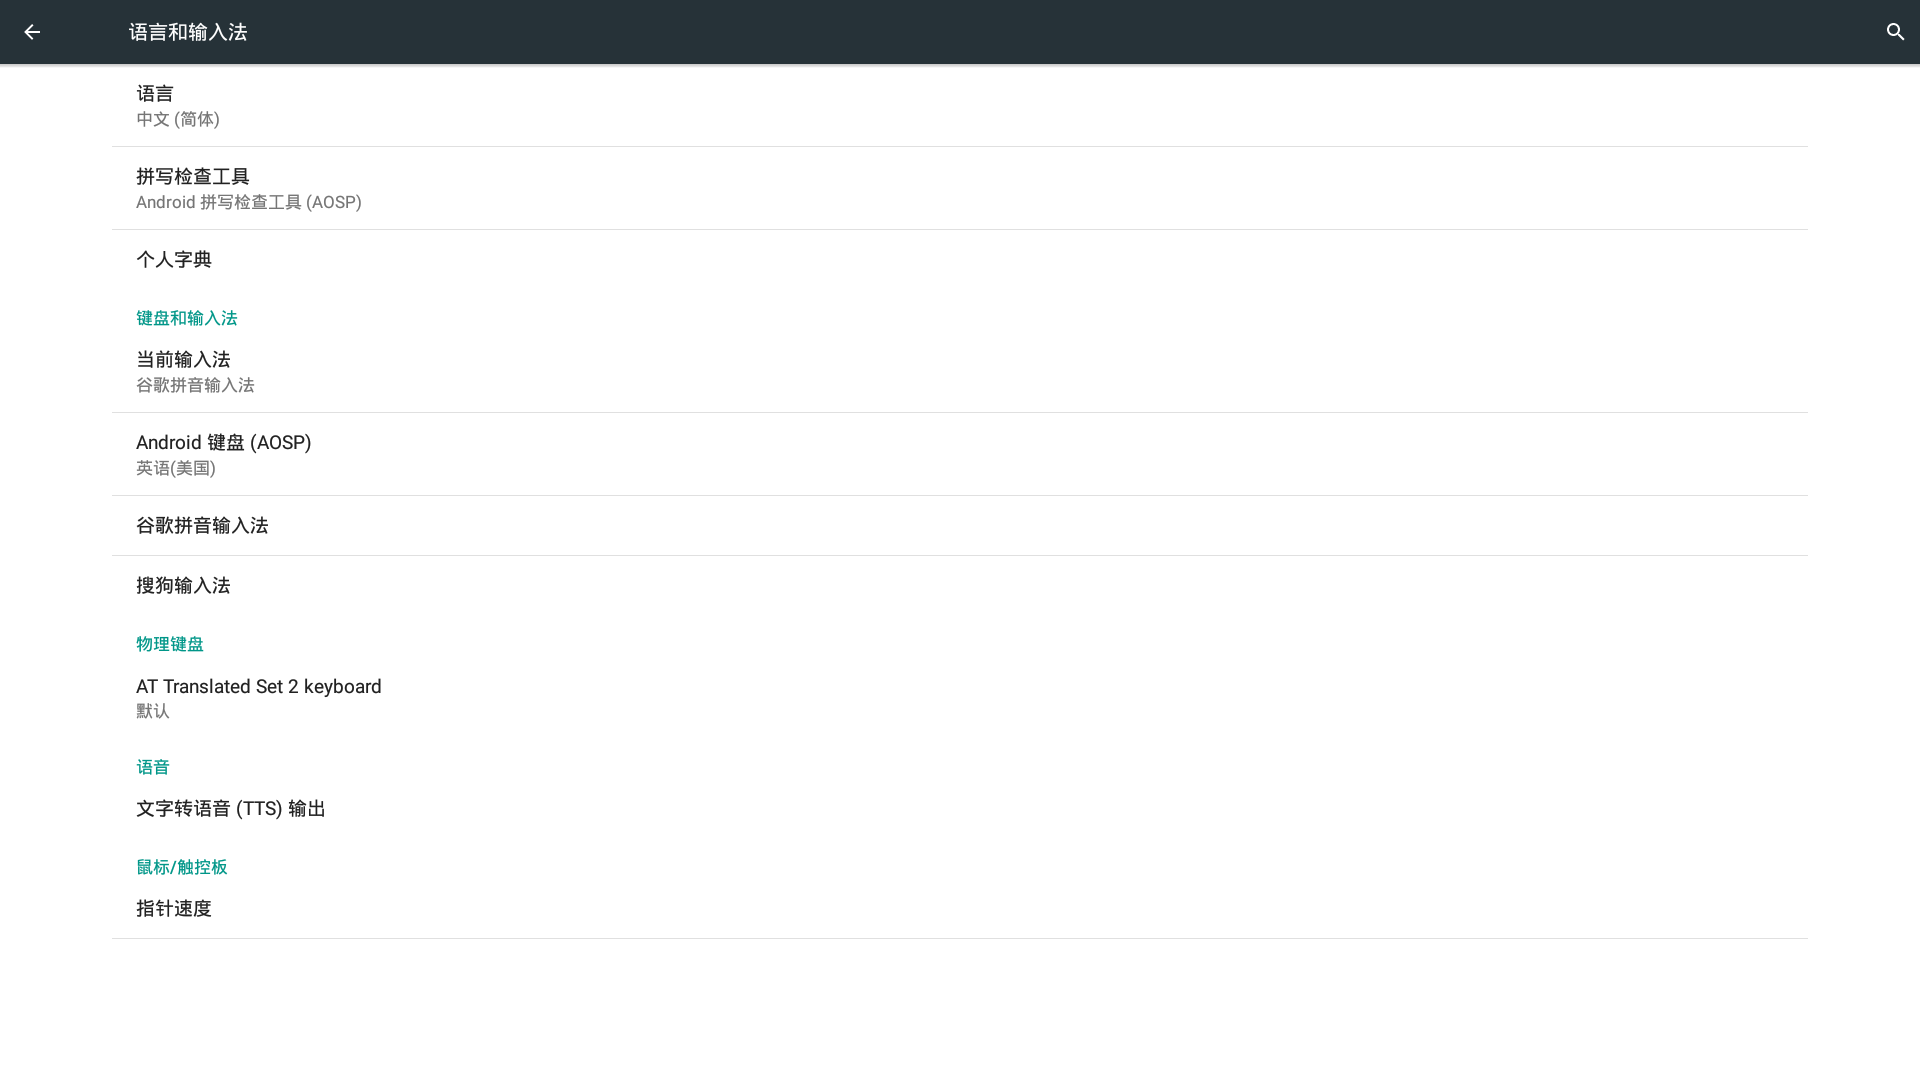 语言和输入法
语言
中文 (简体)
拼写检查工具
Android 拼写检查工具 (AOSP)
个人字典
键盘和输入法
当前输入法
谷歌拼音输入法
Android 键盘 (AOSP)
英语(美国)
谷歌拼音输入法
搜狗输入法
物理键盘
AT Translated Set 2 keyboard
默认
语音
文字转语音 (TTS) 输出
鼠标/触控板
指针速度